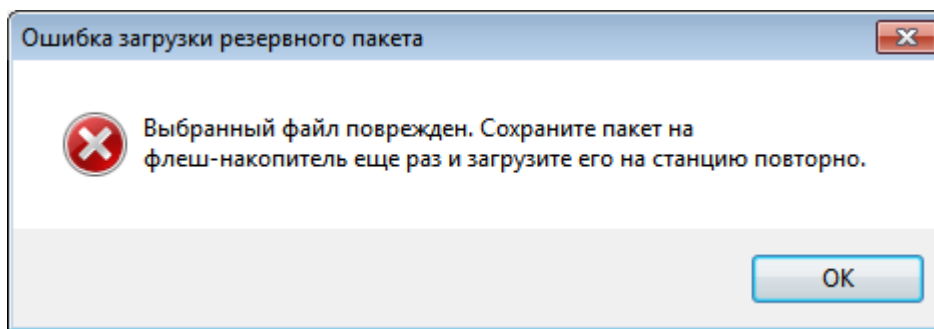 Ошибка загрузки резервного пакета
Выбранный файл поврежден. Сохраните пакет на
флеш-накопитель еще раз и загрузите его на станцию повторно.
OK